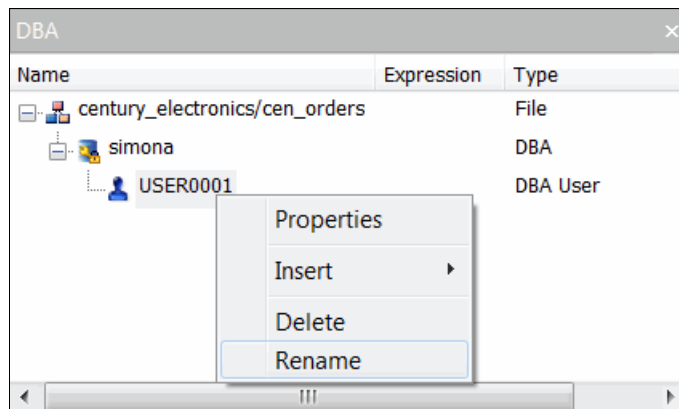 DBA
Name Expression Type
century_electronics/cen_orders File
simona DBA
USER0001 DBA User
Properties
Insert
Delete
Rename